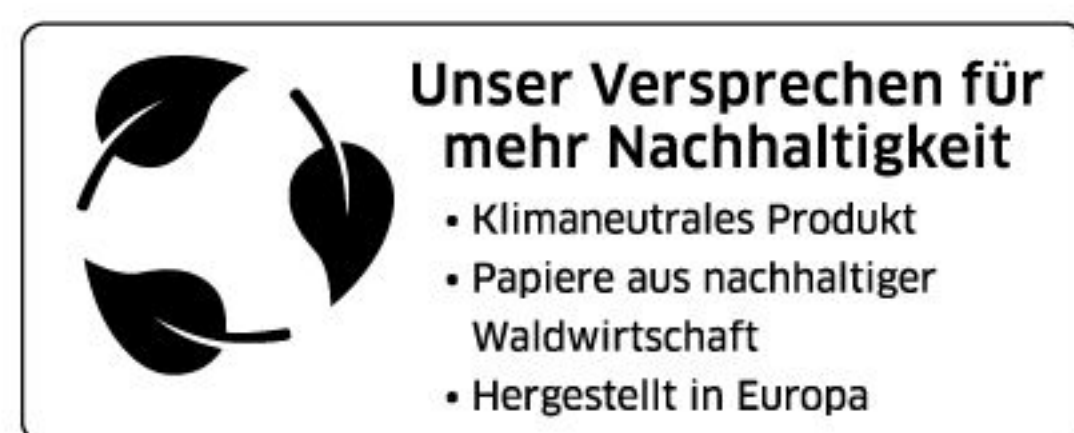 Unser Versprechen für
mehr Nachhaltigkeit
• Klimaneutrales Produkt
• Papiere aus nachhaltiger
Waldwirtschaft
• Hergestellt in Europa